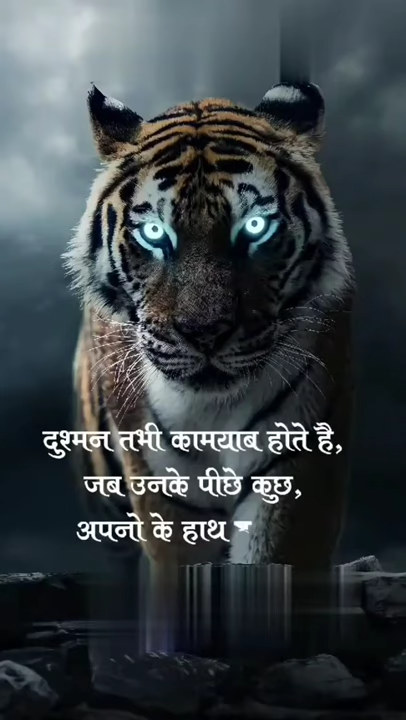 दुश्मन तभी कामयाब होते है,
जब उनके पीछे कुछ,
अपनो के हाथ